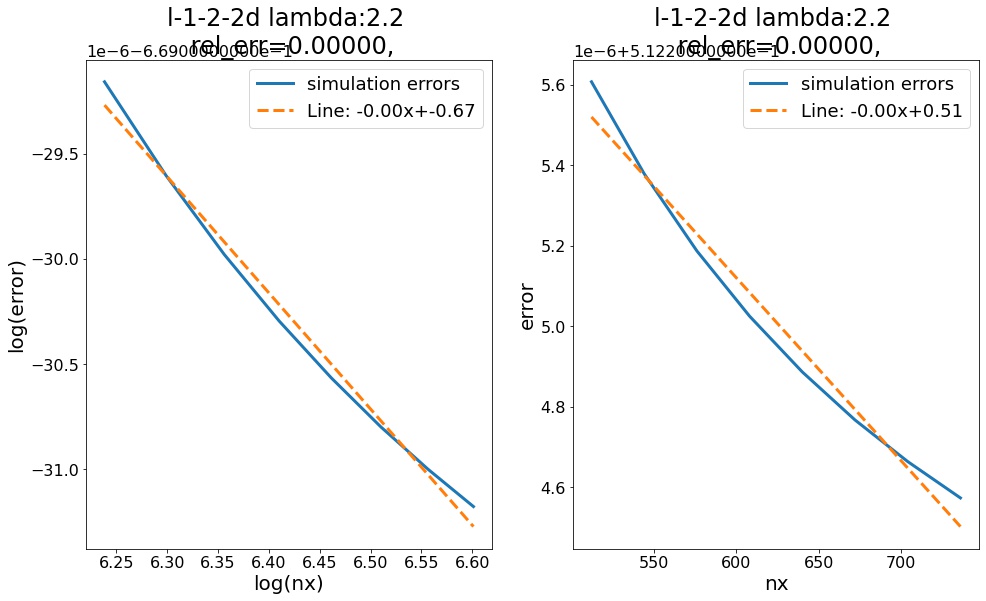 l-1-2-2d lambda:2.2
rel_err=0.00000,
1e−6−6.6900000000e−1
simulation errors
Line: -0.00x+-0.67
−29.5
−30.0
−30.5
−31.0
log(error)
6.25 6.30 6.35 6.40 6.45 6.50 6.55 6.60
log(nx)
l-1-2-2d lambda:2.2
rel_err=0.00000,
1e−6+5.1220000000e−1
simulation errors
Line: -0.00x+0.51
5.6
5.4
5.2
5.0
4.8
4.6
error
550 600 650 700
nx